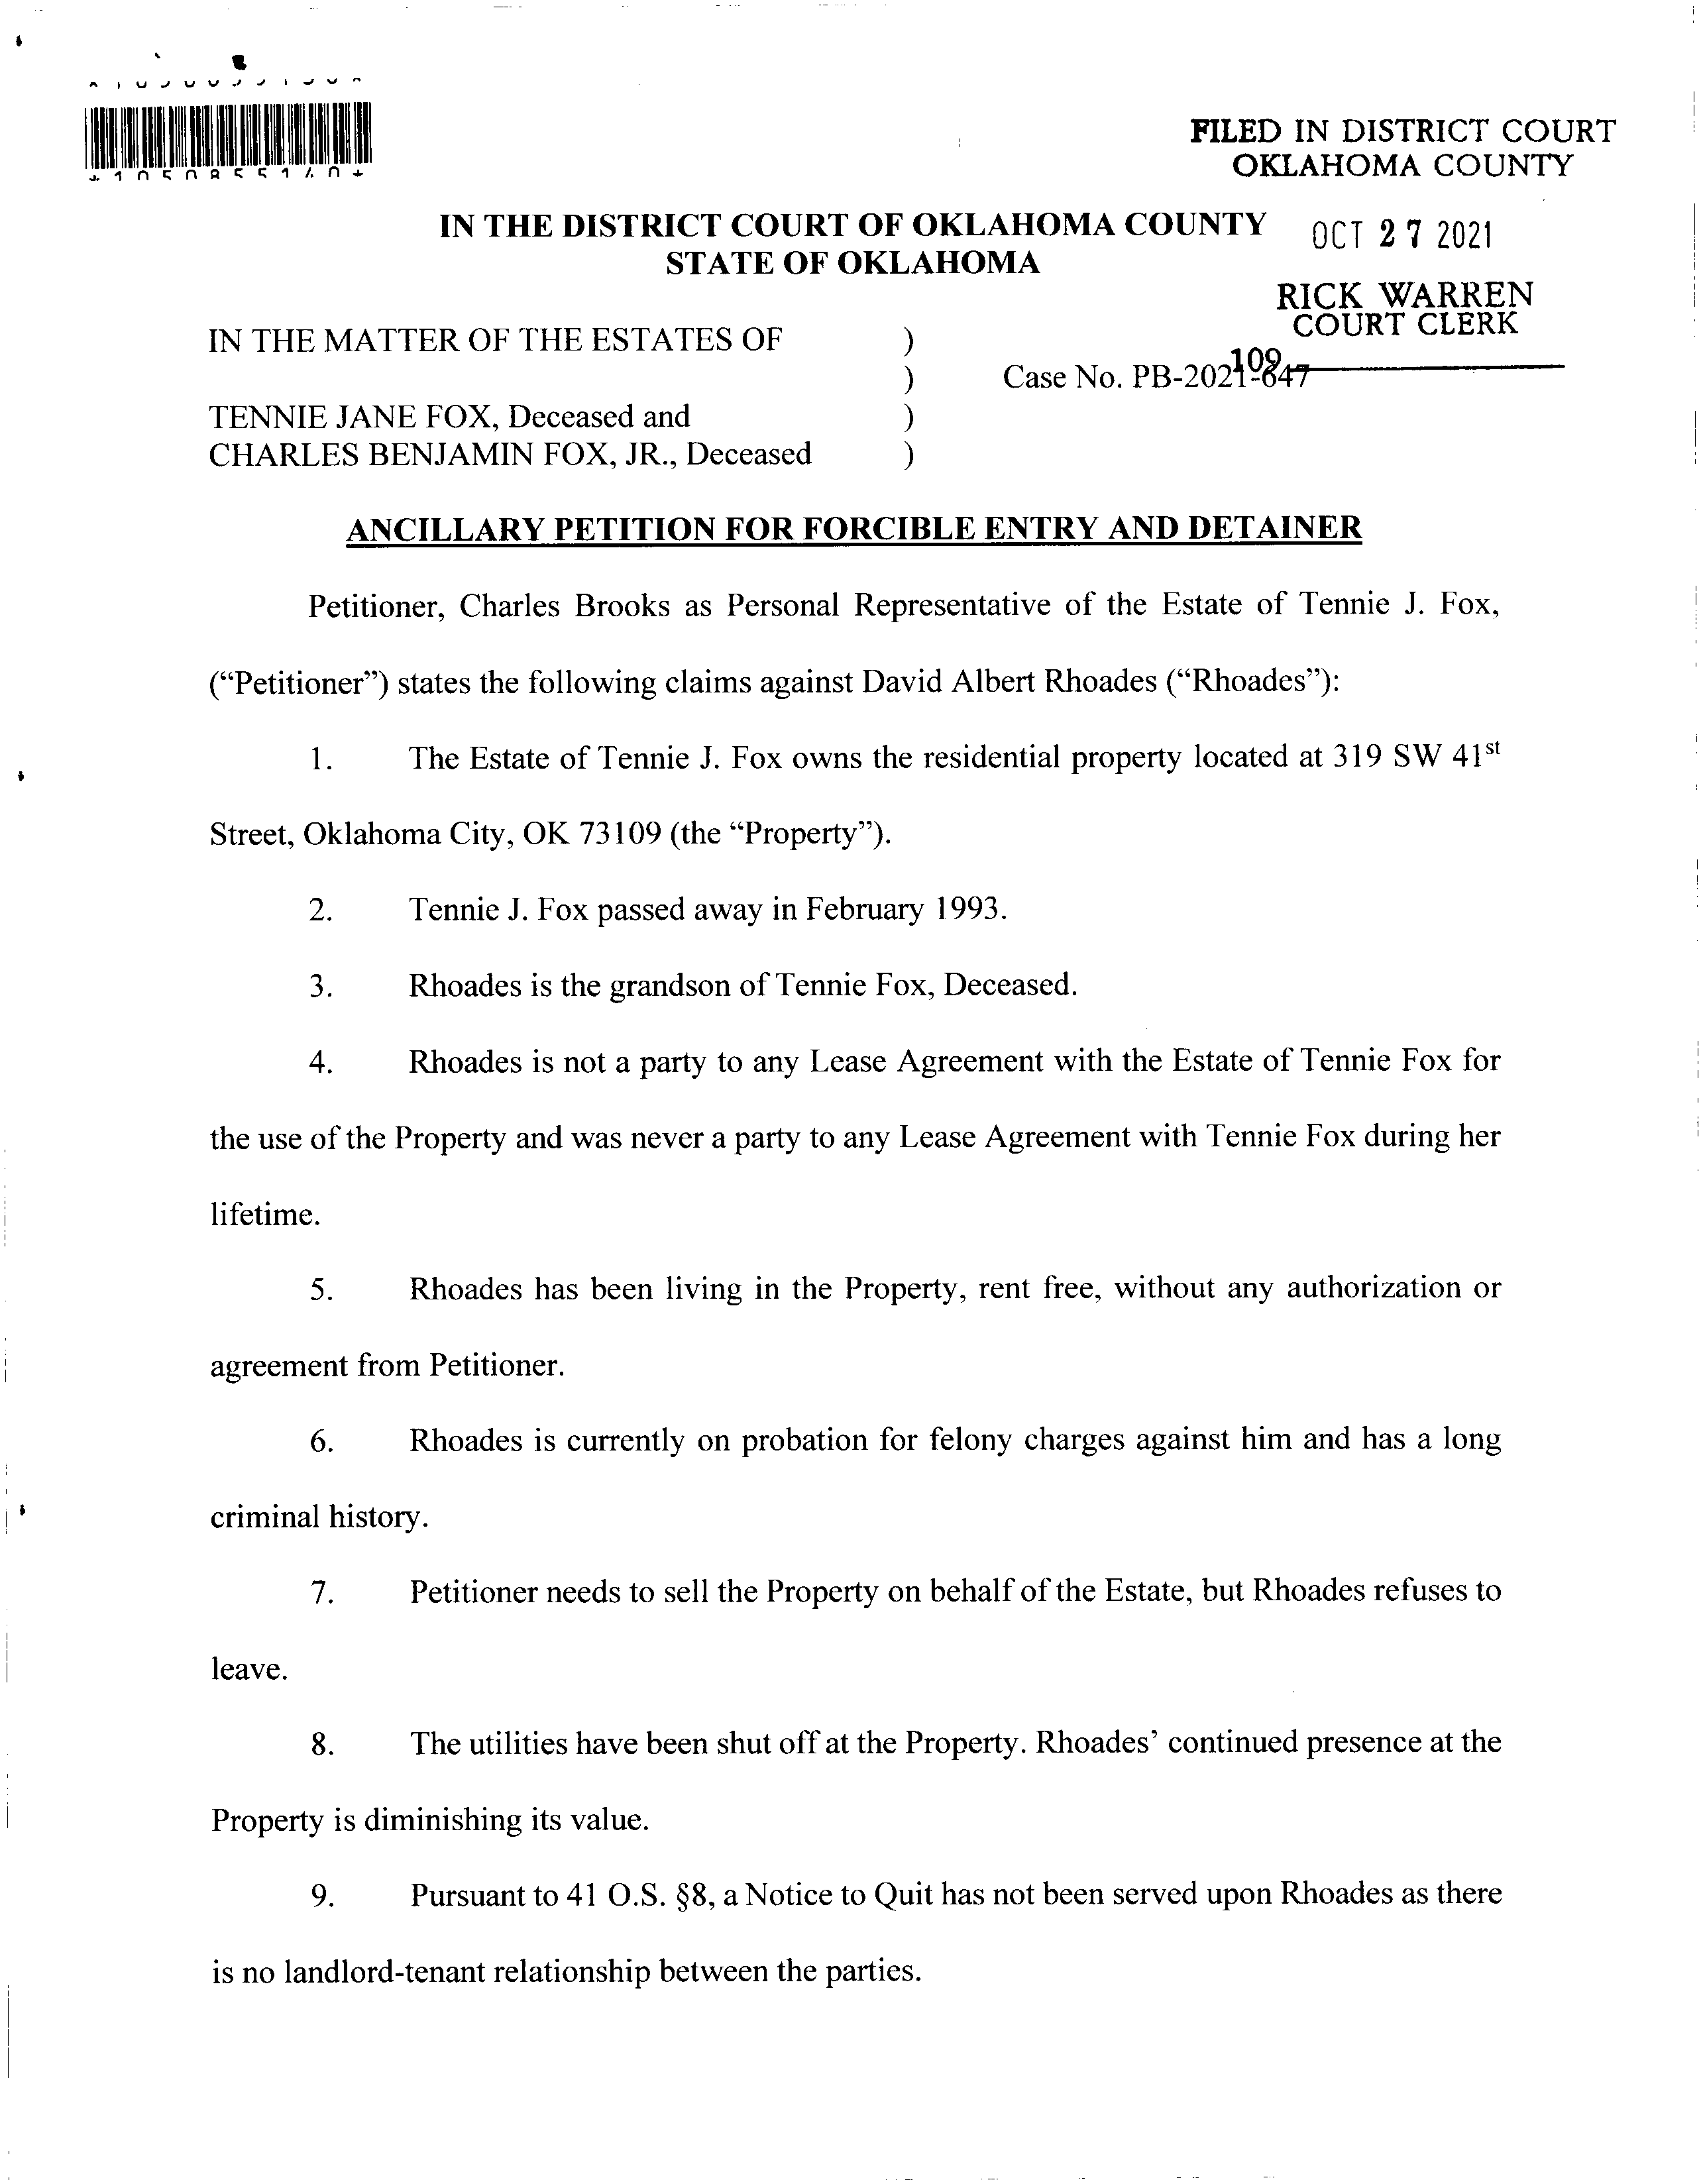 FILED IN DISTRICT COURT
OKLAHOMA COUNTY
IN THE DISTRICT COURT OF OKLAHOMA COUNTY
STATE OF OKLAHOMA
OCT 27 2021
RICK WARREN
COURT CLERK
109
IN THE MATTER OF THE ESTATES OF )
) Case No. PB-2021-847
TENNIE JANE FOX, Deceased and )
CHARLES BENJAMIN FOX, JR., Deceased )
ANCILLARY PETITION FOR FORCIBLE ENTRY AND DETAINER
Petitioner, Charles Brooks as Personal Representative of the Estate of Tennie J. Fox,
(“Petitioner”) states the following claims against David Albert Rhoades (“Rhoades”):
1. The Estate of Tennie J. Fox owns the residential property located at 319 SW 41st
Street, Oklahoma City, OK 73109 (the “Property”).
2. Tennie J. Fox passed away in February 1993.
3. Rhoades is the grandson of Tennie Fox, Deceased.
4. Rhoades is not a party to any Lease Agreement with the Estate of Tennie Fox for
the use of the Property and was never a party to any Lease Agreement with Tennie Fox during her
lifetime.
5. Rhoades has been living in the Property, rent free, without any authorization or
agreement from Petitioner.
6. Rhoades is currently on probation for felony charges against him and has a long
criminal history.
7. Petitioner needs to sell the Property on behalf of the Estate, but Rhoades refuses to
leave.
8. The utilities have been shut off at the Property. Rhoades’ continued presence at the
Property is diminishing its value.
9. Pursuant to 41 O.S. §8, a Notice to Quit has not been served upon Rhoades as there
is no landlord-tenant relationship between the parties.